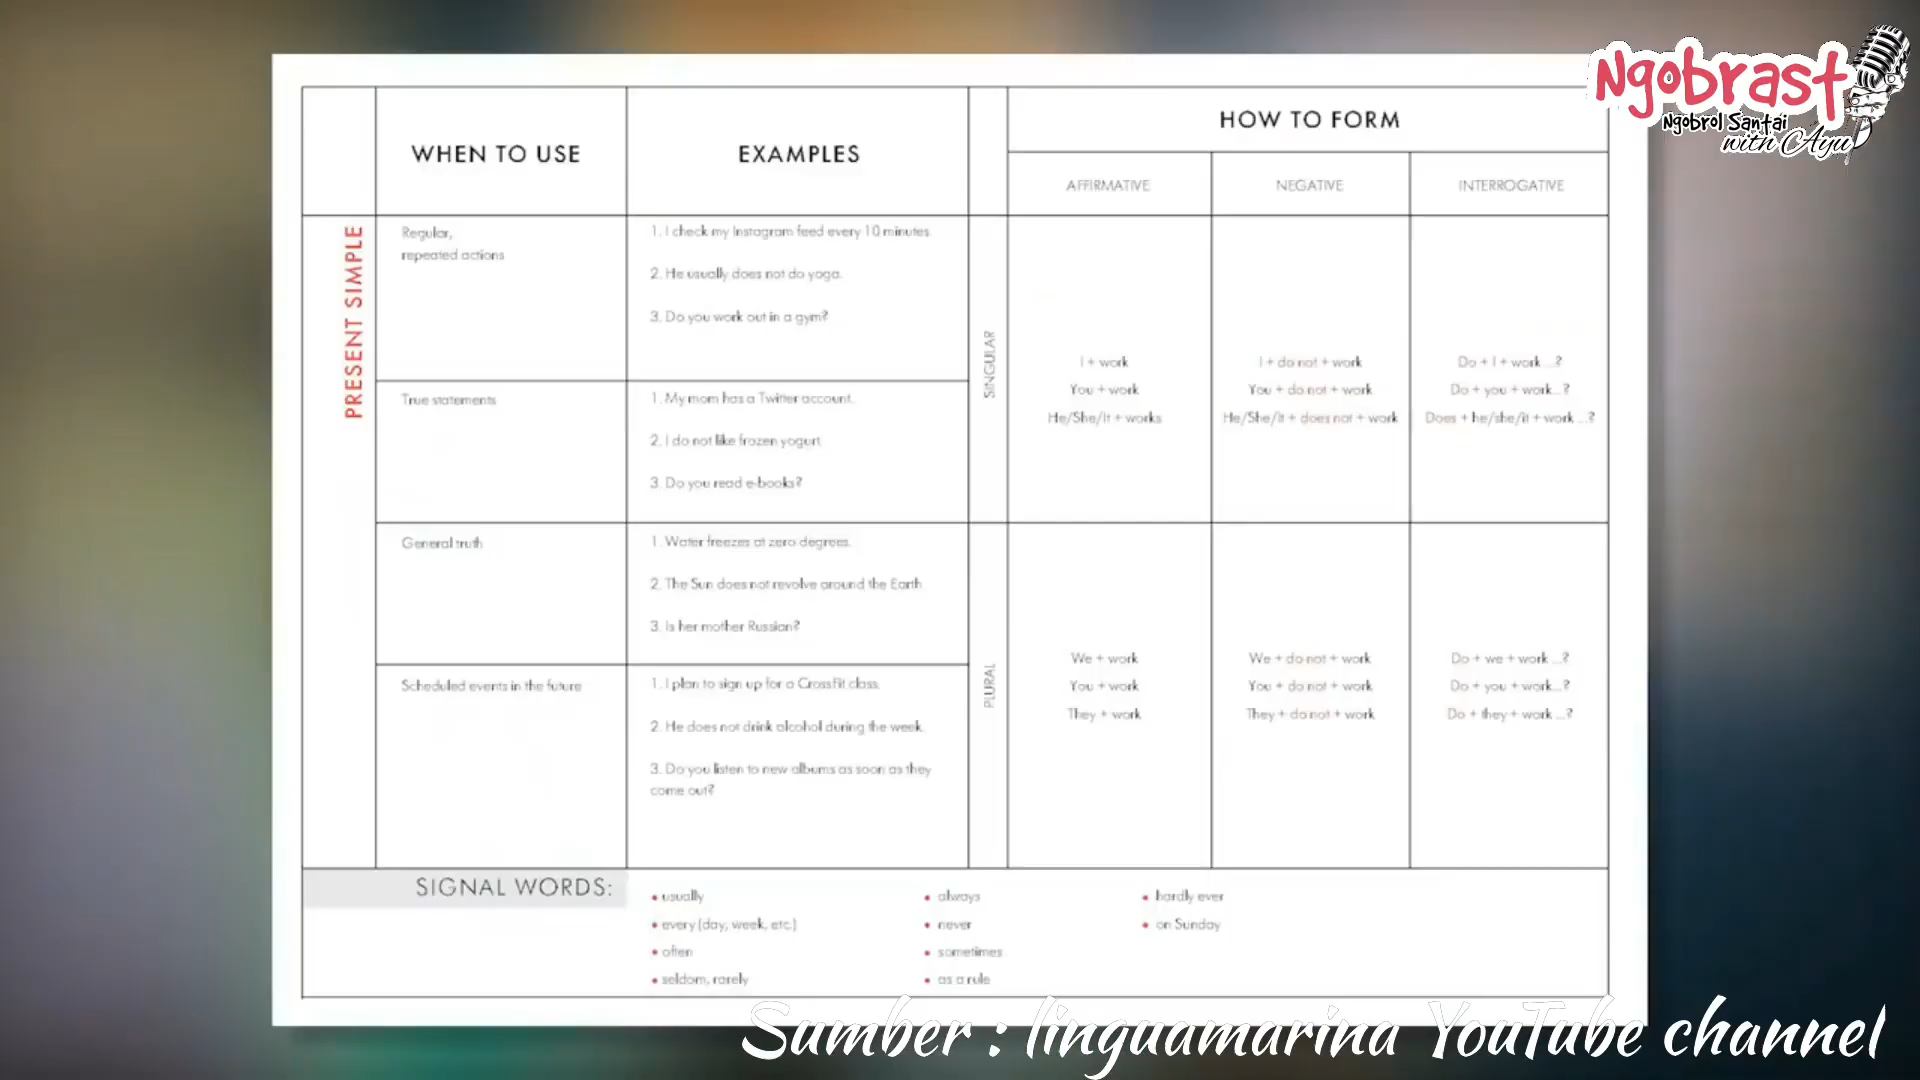 Ngobrast
Ngobrol Santai
with Ayu
WHEN TO USE
EXAMPLES
HOW TO FORM
AFFIRMATIVE
NEGATIVE
INTERROGATIVE
PRESENT SIMPLE
Regular,
repeated actions
1. I check my Instagram feed every 10 minutes.
2. He usually does not do yoga.
3. Do you work out in a gym?
True statements
1. My mom has a Twitter account.
2. I do not like frozen yogurt.
3. Do you read e-books?
General truth
1. Water freezes at zero degrees.
2. The Sun does not revolve around the Earth.
3. Is her mother Russian?
Scheduled events in the future
1. I plan to sign up for a CrossFit class.
2. He does not drink alcohol during the week.
3. Do you listen to new albums as soon as they
come out?
SINGULAR
I + work
You + work
He/She/It + works
I + do not + work
You + do not + work
He/She/It + does not + work
Do + I + work ...?
Do + you + work...?
Does + he/she/it + work ...?
PLURAL
We + work
You + work
They + work
We + do not + work
You + do not + work
They + do not + work
Do + we + work ...?
Do + you + work...?
Do + they + work ...?
SIGNAL WORDS:
• usually
• every (day, week, etc.)
• often
• seldom, rarely
• always
• never
• sometimes
• as a rule
• hardly ever
• on Sunday
Sumber : linguamarina YouTube channel